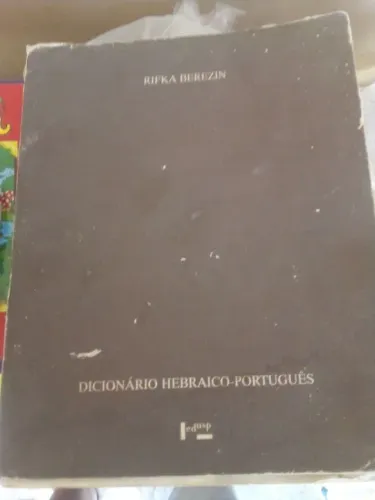 RIFKA BEREZIN
DICIONÁRIO HEBRAICO-PORTUGUÊS
edusp